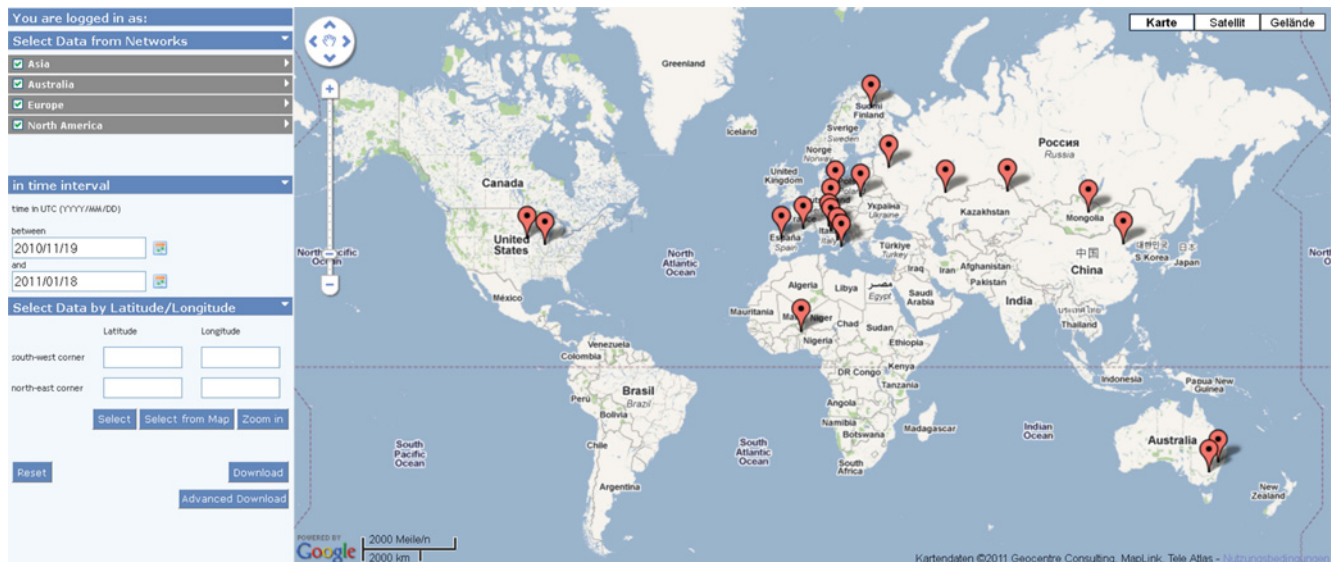 You are logged in as:
Select Data from Networks
Asia
Australia
Europe
North America
in time interval
time in UTC (YYYY/MM/DD)
between
2010/11/19
and
2011/01/18
Select Data by Latitude/Longitude
Latitude Longitude
south-west corner
north-east corner
Select Select from Map Zoom in
Reset Download
Advanced Download
Karte Satellit Gelände
Greenland
Iceland
Suomi
Finland
Sverige
Sweden
Norge
Norway
Россия
Russia
United
Kingdom
Canada
Україна
Ukraine
Kazakhstan
Mongolia
United
States
España
Spain
Türkiye
Turkey
中国
China
대한민국
S Korea
日本
Japan
North
Atlantic
Ocean
Iraq
Iran
Afghanistan
Pakistan
México
Algeria
Libya
مصر
Egypt
Saudi
Arabia
India
Thailand
Mauritania
Niger
Chad
Sudan
Nigeria
Ethiopia
Venezuela
Colombia
DR Congo
Kenya
Tanzania
Indonesia
Papua New
Guinea
Perú
Brasil
Brazil
Bolivia
Angola
Namibia
Botswana
Madagascar
Indian
Ocean
Australia
Chile
South
Pacific
Ocean
South
Atlantic
Ocean
South
Africa
Argentina
New
Zealand
POWERED BY
Google
2000 Meile/n
2000 km
Kartendaten ©2011 Geocentre Consulting, MapLink, Tele Atlas - Nutzungsbedingungen